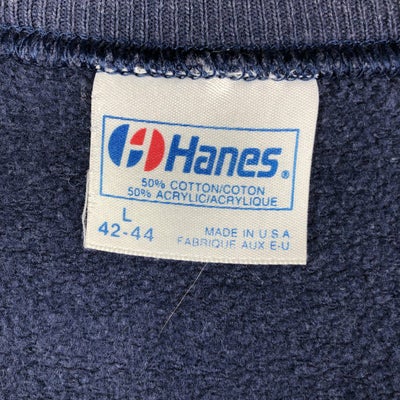 Hanes®
50% COTTON/COTON
50% ACRYLIC/ACRYLIQUE
L
42-44
MADE IN U.S.A
FABRIQUE AUX E-U